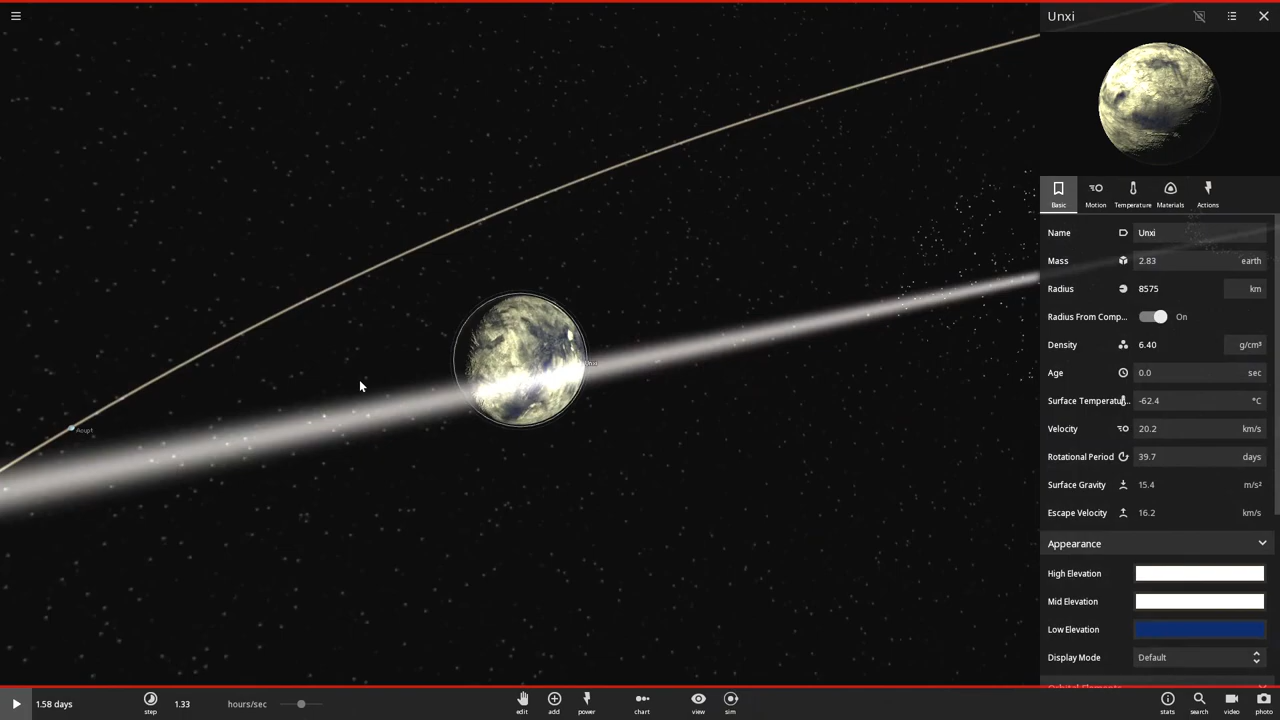 Unxi
Basic
Motion
Temperature
Materials
Actions
Name Unxi
Mass 2.83 earth
Radius 8575 km
Radius From Comp... On
Density 6.40 g/cm³
Age 0.0 sec
Surface Temperatu... -62.4 °C
Velocity 20.2 km/s
Rotational Period 39.7 days
Surface Gravity 15.4 m/s²
Escape Velocity 16.2 km/s
Appearance
High Elevation
Mid Elevation
Low Elevation
Display Mode Default
Orbital Elements
Unxi
Aoupt
1.58 days
step
1.33 hours/sec
edit
add
power
chart
view
sim
stats
search
video
photo